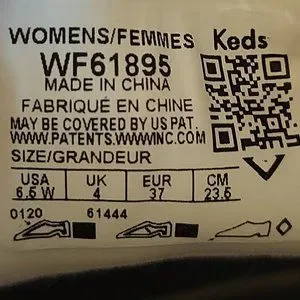 WOMENS/FEMMES Keds
WF61895
MADE IN CHINA
FABRIQUÉ EN CHINE
MAY BE COVERED BY US PAT.
WWW.PATENTS.WWWINC.COM
SIZE/GRANDEUR
USA UK EUR CM
6.5 W 4 37 23.5
0120 61444